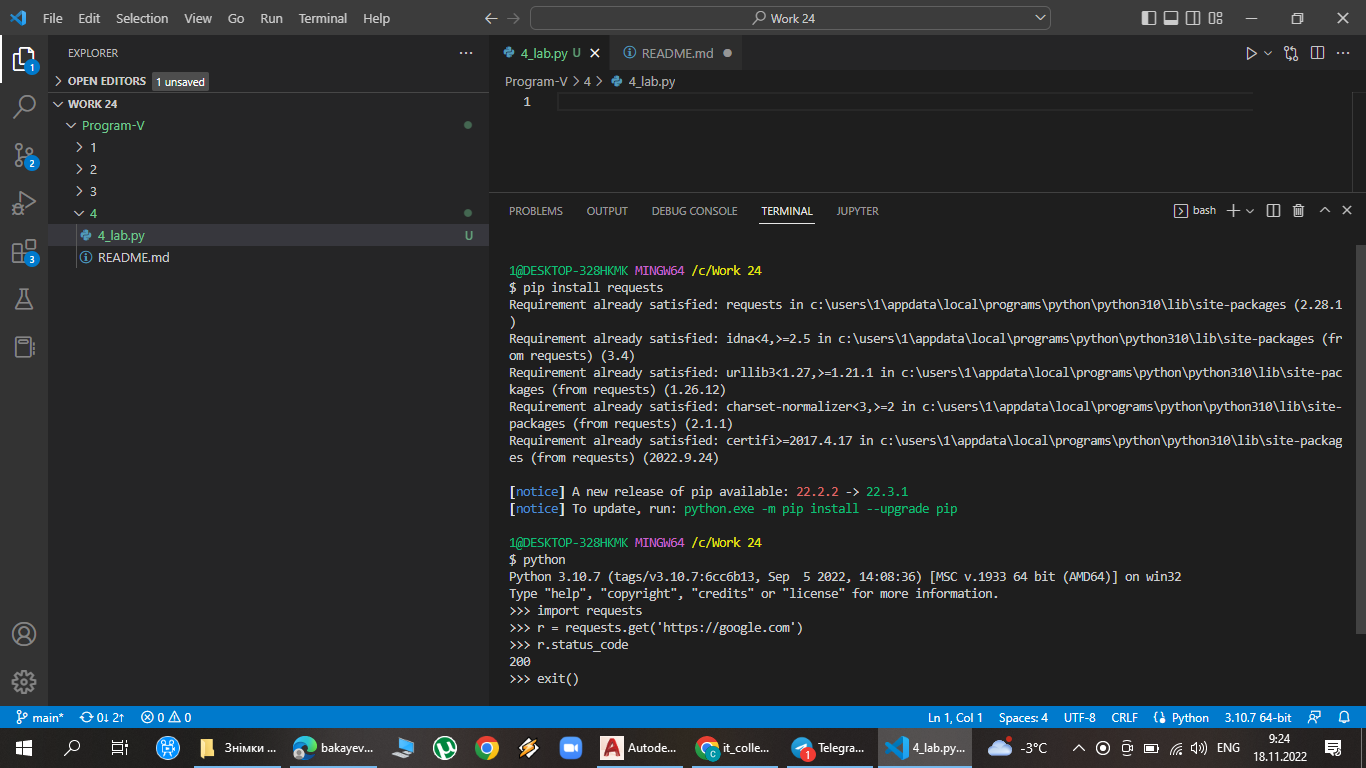 File Edit Selection View Go Run Terminal Help
Work 24
EXPLORER
OPEN EDITORS 1 unsaved
WORK 24
Program-V
1
2
3
4
4_lab.py U
README.md
1
2
3
4_lab.py U
README.md
Program-V > 4 > 4_lab.py
1
PROBLEMS OUTPUT DEBUG CONSOLE TERMINAL JUPYTER
bash
1@DESKTOP-328HKMK MINGW64 /c/Work 24
$ pip install requests
Requirement already satisfied: requests in c:\users\1\appdata\local\programs\python\python310\lib\site-packages (2.28.1
)
Requirement already satisfied: idna<4,>=2.5 in c:\users\1\appdata\local\programs\python\python310\lib\site-packages (fr
om requests) (3.4)
Requirement already satisfied: urllib3<1.27,>=1.21.1 in c:\users\1\appdata\local\programs\python\python310\lib\site-pac
kages (from requests) (1.26.12)
Requirement already satisfied: charset-normalizer<3,>=2 in c:\users\1\appdata\local\programs\python\python310\lib\site-
packages (from requests) (2.1.1)
Requirement already satisfied: certifi>=2017.4.17 in c:\users\1\appdata\local\programs\python\python310\lib\site-packag
es (from requests) (2022.9.24)
[notice] A new release of pip available: 22.2.2 -> 22.3.1
[notice] To update, run: python.exe -m pip install --upgrade pip
1@DESKTOP-328HKMK MINGW64 /c/Work 24
$ python
Python 3.10.7 (tags/v3.10.7:6cc6b13, Sep  5 2022, 14:08:36) [MSC v.1933 64 bit (AMD64)] on win32
Type "help", "copyright", "credits" or "license" for more information.
>>> import requests
>>> r = requests.get('https://google.com')
>>> r.status_code
200
>>> exit()
main* 0↓ 2↑ 0 0
Ln 1, Col 1 Spaces: 4 UTF-8 CRLF Python 3.10.7 64-bit
Знімки ... bakayev... Autode... it_colle... Telegra... 1 4_lab.py... -3°C ENG
9:24
18.11.2022